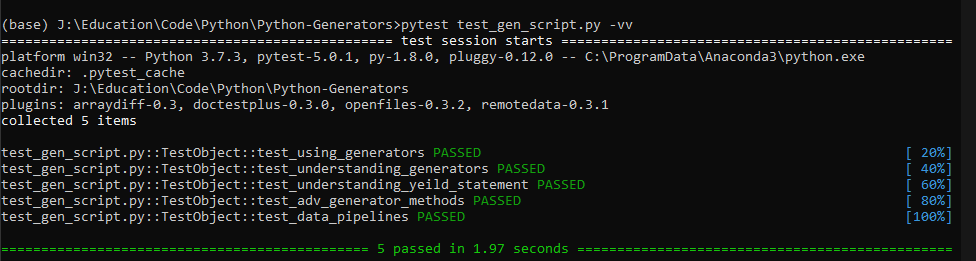 (base) J:\Education\Code\Python\Python-Generators>pytest test_gen_script.py -vv
================================================= test session starts =================================================
platform win32 -- Python 3.7.3, pytest-5.0.1, py-1.8.0, pluggy-0.12.0 -- C:\ProgramData\Anaconda3\python.exe
cachedir: .pytest_cache
rootdir: J:\Education\Code\Python\Python-Generators
plugins: arraydiff-0.3, doctestplus-0.3.0, openfiles-0.3.2, remotedata-0.3.1
collected 5 items
test_gen_script.py::TestObject::test_using_generators PASSED [ 20%]
test_gen_script.py::TestObject::test_understanding_generators PASSED [ 40%]
test_gen_script.py::TestObject::test_understanding_yeild_statement PASSED [ 60%]
test_gen_script.py::TestObject::test_adv_generator_methods PASSED [ 80%]
test_gen_script.py::TestObject::test_data_pipelines PASSED [100%]
============================================== 5 passed in 1.97 seconds ===============================================